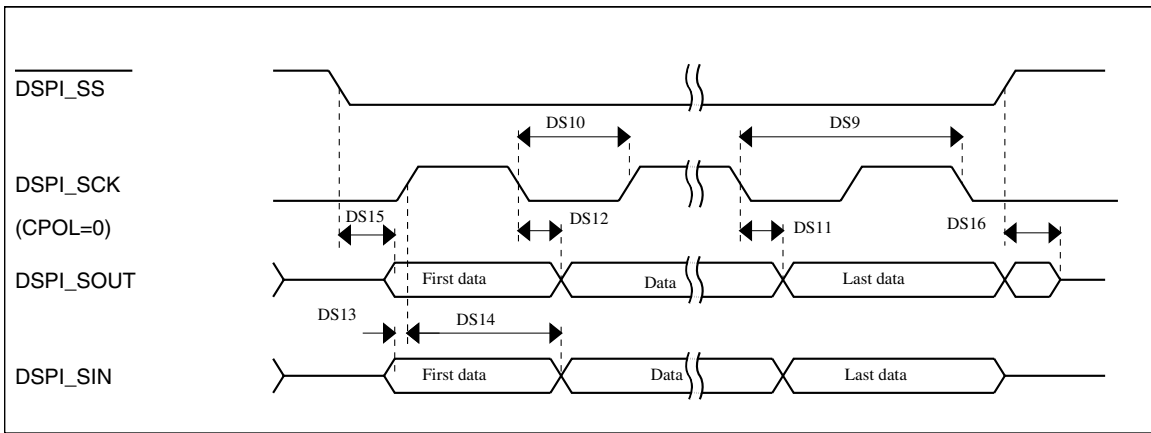 DSPI_SS
DS10
DS9
DSPI_SCK
(CPOL=0)
DS15
DS12
DS11
DS16
DSPI_SOUT
First data
Data
Last data
DS13
DS14
DSPI_SIN
First data
Data
Last data